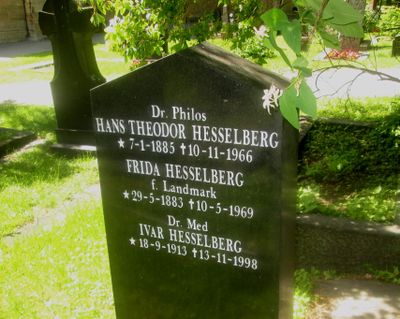 Dr. Philos
HANS THEODOR HESSELBERG
★ 7-1-1885 ✝ 10-11-1966
FRIDA HESSELBERG
f. Landmark
★ 29-5-1883 ✝ 10-5-1969
Dr. Med
IVAR HESSELBERG
★ 18-9-1913 ✝ 13-11-1998